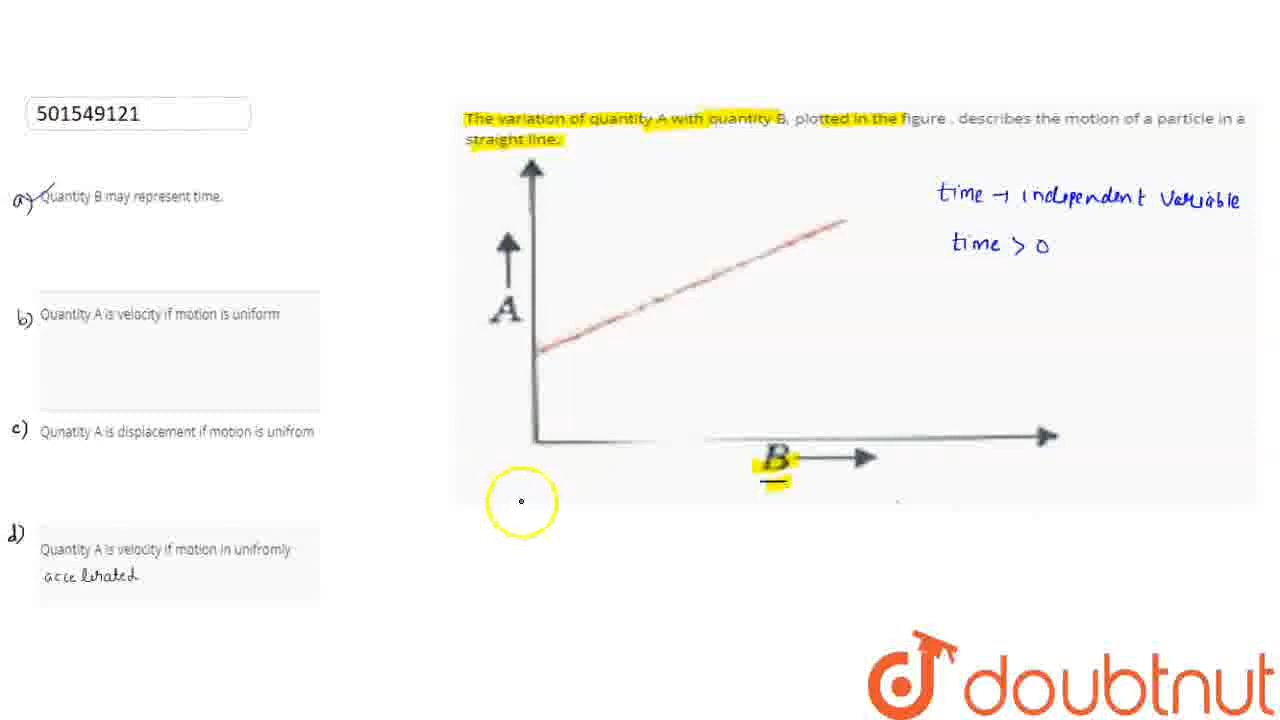 501549121
The variation of quantity A with quantity B, plotted in the figure . describes the motion of a particle in a
straight line.
a) Quantity B may represent time.
time → independent variable
time > 0
A
b) Quantity A is velocity if motion is uniform
c) Qunatity A is displacement if motion is unifrom
B
d) Quantity A is velocity if motion in unifromly
accelerated
doubtnut